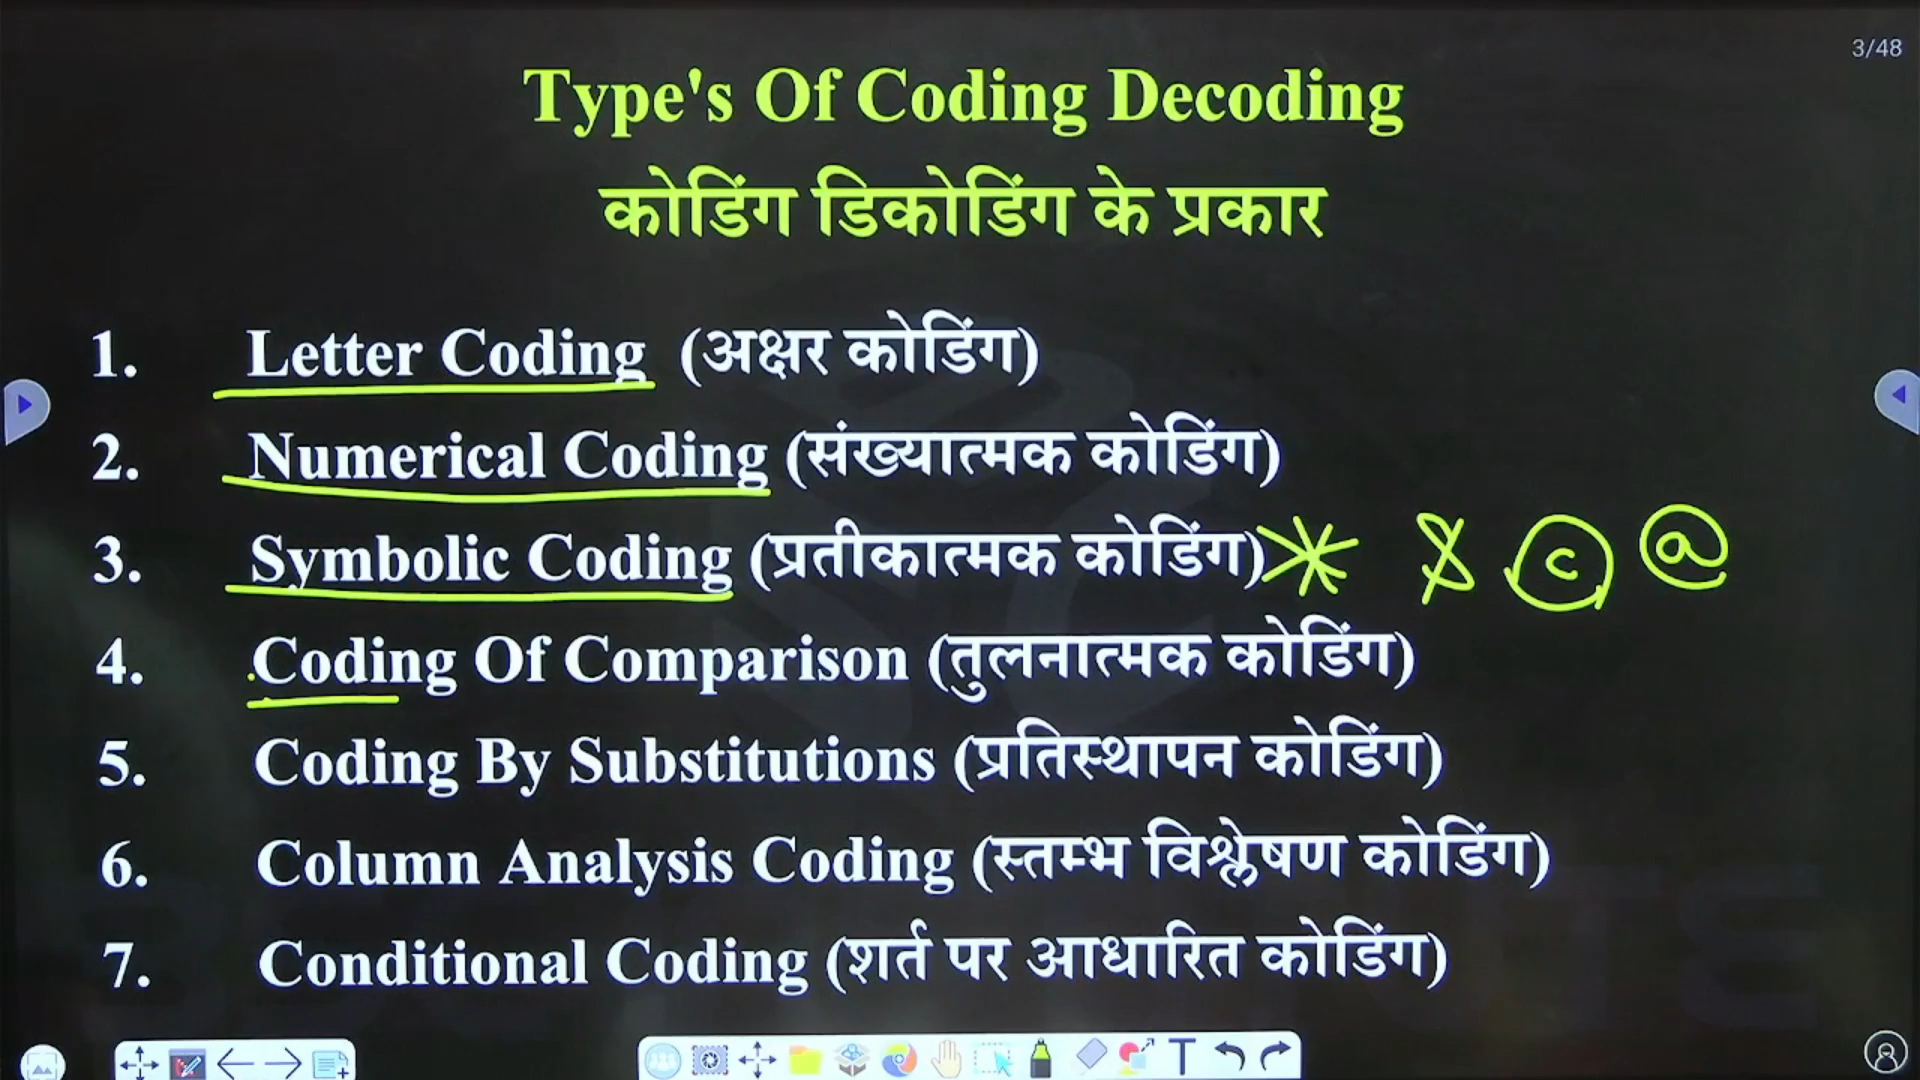 3/48
Type's Of Coding Decoding
कोडिंग डिकोडिंग के प्रकार
1. Letter Coding (अक्षर कोडिंग)
2. Numerical Coding (संख्यात्मक कोडिंग)
3. Symbolic Coding (प्रतीकात्मक कोडिंग) * $ © @
4. Coding Of Comparison (तुलनात्मक कोडिंग)
5. Coding By Substitutions (प्रतिस्थापन कोडिंग)
6. Column Analysis Coding (स्तम्भ विश्लेषण कोडिंग)
7. Conditional Coding (शर्त पर आधारित कोडिंग)
T